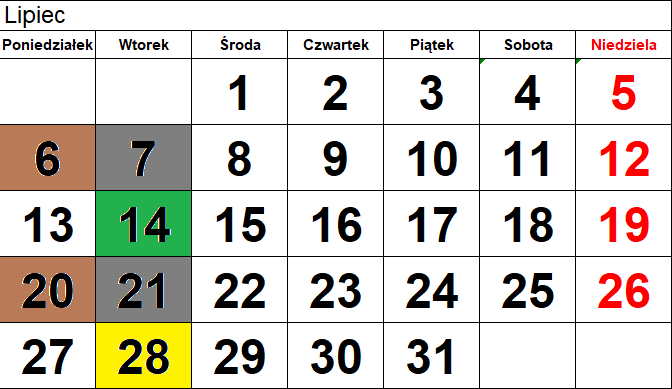 Lipiec
Poniedziałek Wtorek Środa Czwartek Piątek Sobota Niedziela
1 2 3 4 5
6 7 8 9 10 11 12
13 14 15 16 17 18 19
20 21 22 23 24 25 26
27 28 29 30 31